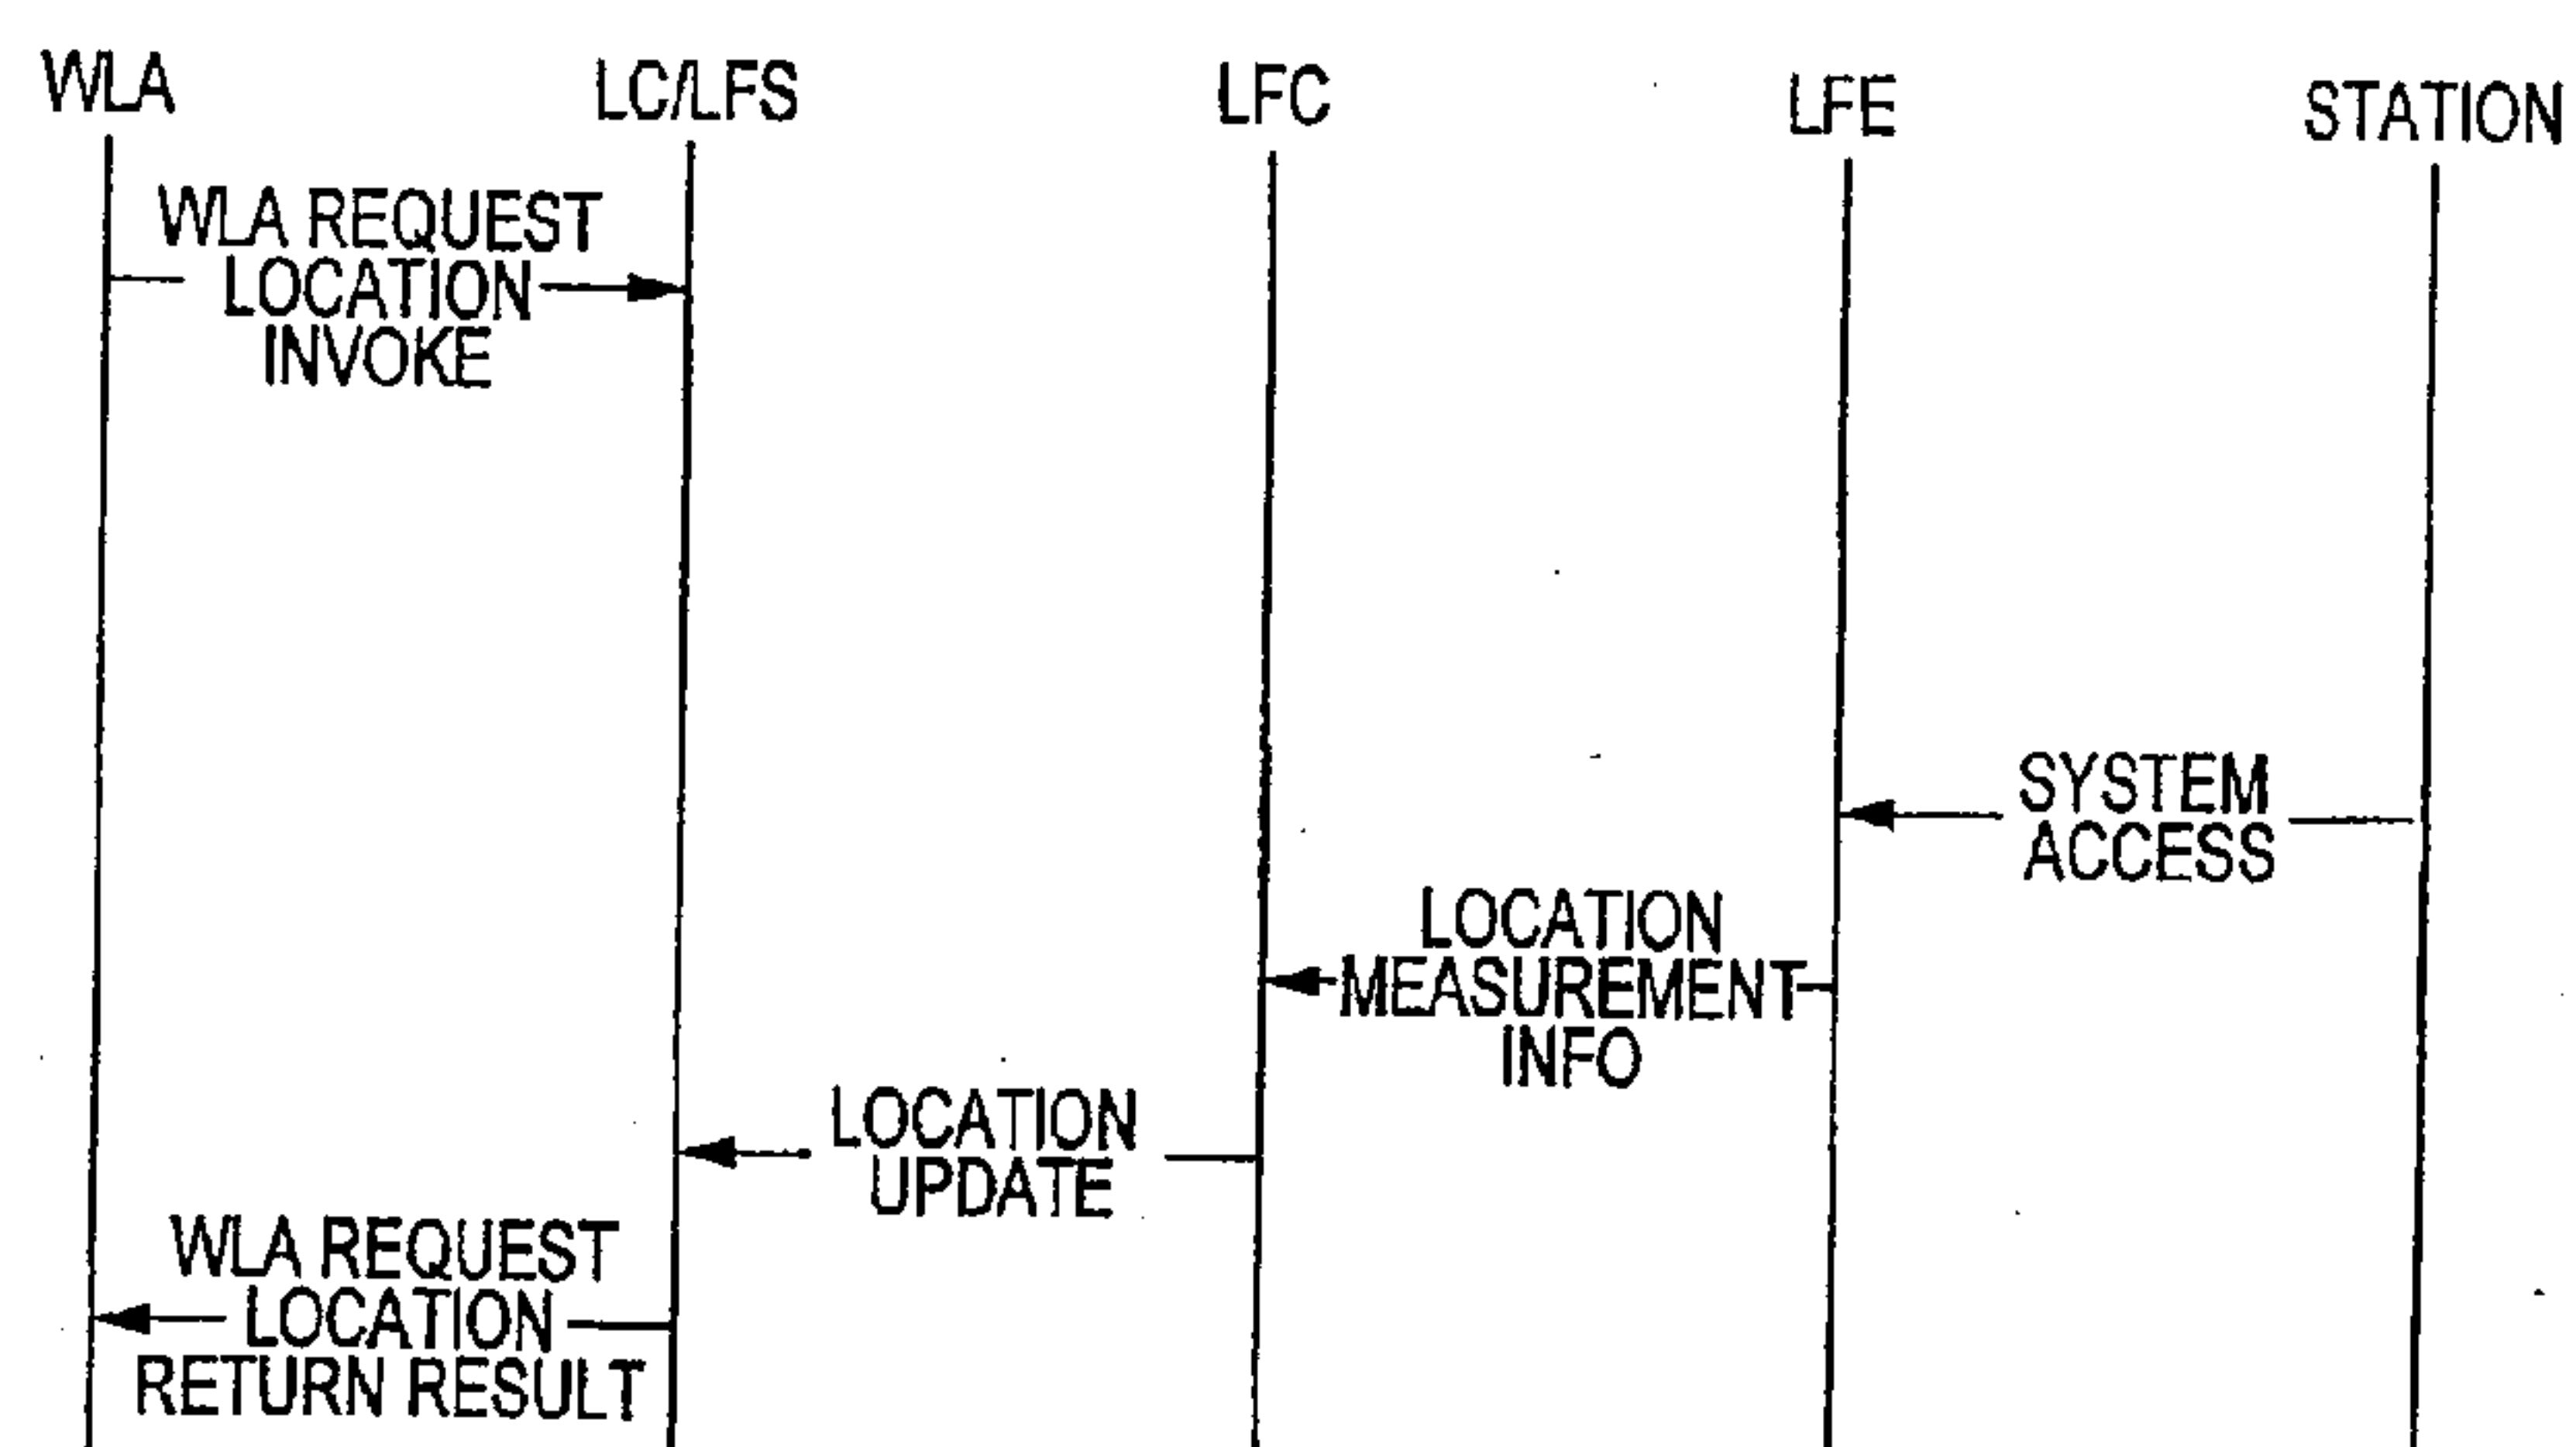 WLA
LC/LFS
LFC
LFE
STATION
WLA REQUEST
LOCATION
INVOKE
SYSTEM
ACCESS
LOCATION
MEASUREMENT
INFO
LOCATION
UPDATE
WLA REQUEST
LOCATION
RETURN RESULT